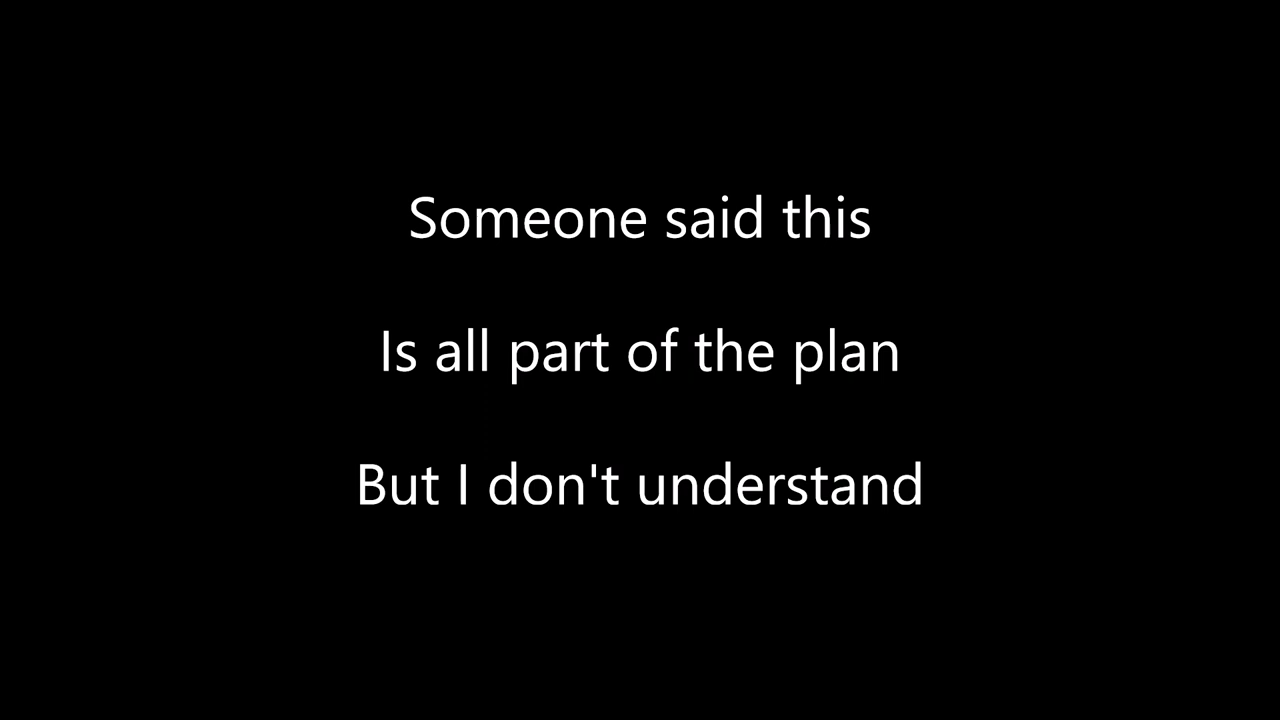 Someone said this
Is all part of the plan
But I don't understand